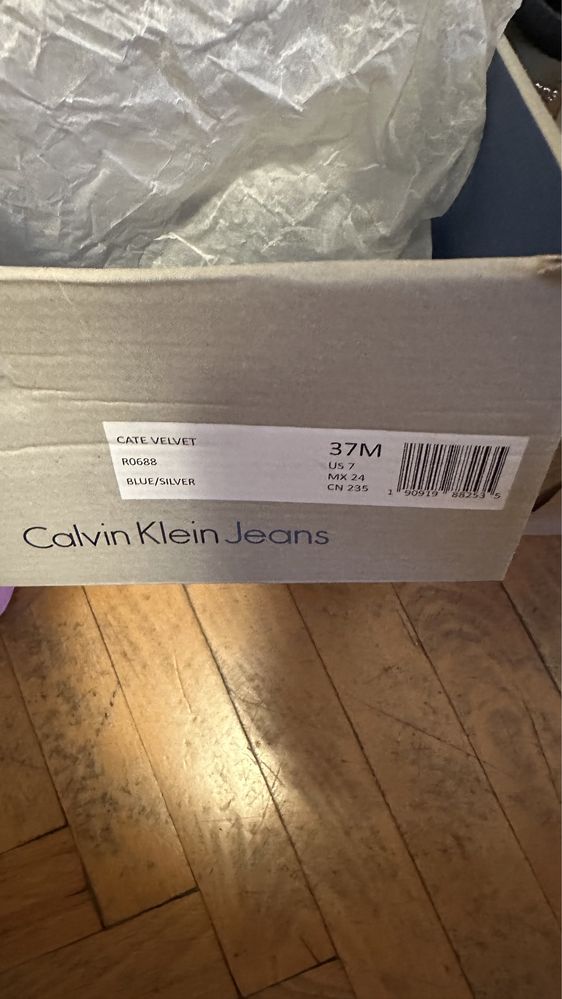 CATE VELVET
R0688
BLUE/SILVER
37M
US 7
MX 24
CN 235
1 90919 88253 5
Calvin Klein Jeans